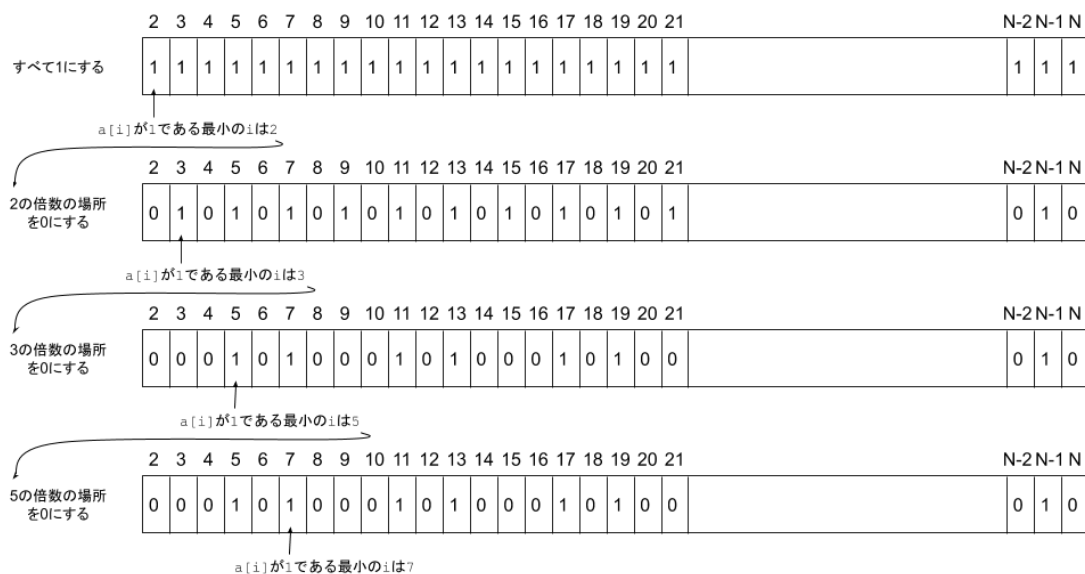 2 3 4 5 6 7 8 9 10 11 12 13 14 15 16 17 18 19 20 21 N-2 N-1 N
すべて1にする
1 1 1 1 1 1 1 1 1 1 1 1 1 1 1 1 1 1 1 1 1 1 1
a[i]が1である最小のiは2
2 3 4 5 6 7 8 9 10 11 12 13 14 15 16 17 18 19 20 21 N-2 N-1 N
2の倍数の場所
を0にする
0 1 0 1 0 1 0 1 0 1 0 1 0 1 0 1 0 1 0 1 0 1 0
a[i]が1である最小のiは3
2 3 4 5 6 7 8 9 10 11 12 13 14 15 16 17 18 19 20 21 N-2 N-1 N
3の倍数の場所
を0にする
0 0 0 1 0 1 0 0 0 1 0 1 0 0 0 1 0 1 0 0 0 1 0
a[i]が1である最小のiは5
2 3 4 5 6 7 8 9 10 11 12 13 14 15 16 17 18 19 20 21 N-2 N-1 N
5の倍数の場所
を0にする
0 0 0 1 0 1 0 0 0 1 0 1 0 0 0 1 0 1 0 0 0 1 0
a[i]が1である最小のiは7